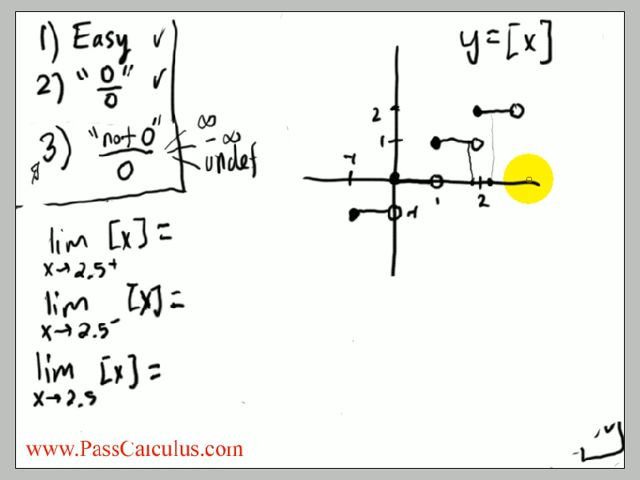 1) Easy ✓
2) "0/0" ✓
3) "not 0"/0 ∞ -∞ undef
y = [x]
2
1
-1
1
2
-1
lim x→2.5+ [x] =
lim x→2.5- [x] =
lim x→2.5 [x] =
www.PassCalculus.com